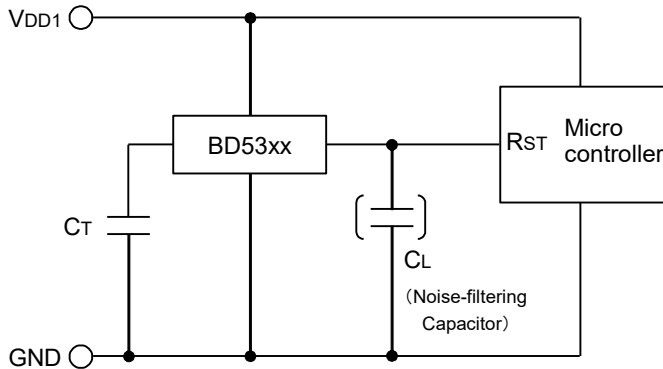 VDD1
BD53xx
RST
Micro
controller
CT
CL
（Noise-filtering
Capacitor）
GND